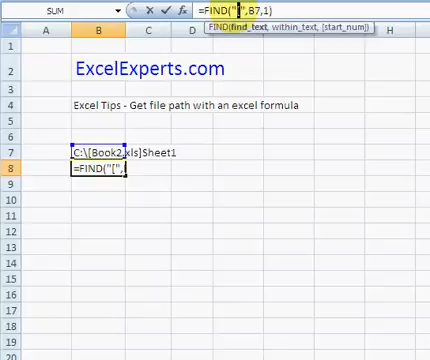 SUM
=FIND("[",B7,1)
FIND(find_text, within_text, [start_num])
A B C D E F G H
1
2 ExcelExperts.com
3
4 Excel Tips - Get file path with an excel formula
5
6
7 C:\[Book2.xls]Sheet1
8 =FIND("[",
9
10
11
12
13
14
15
16
17
18
19
20